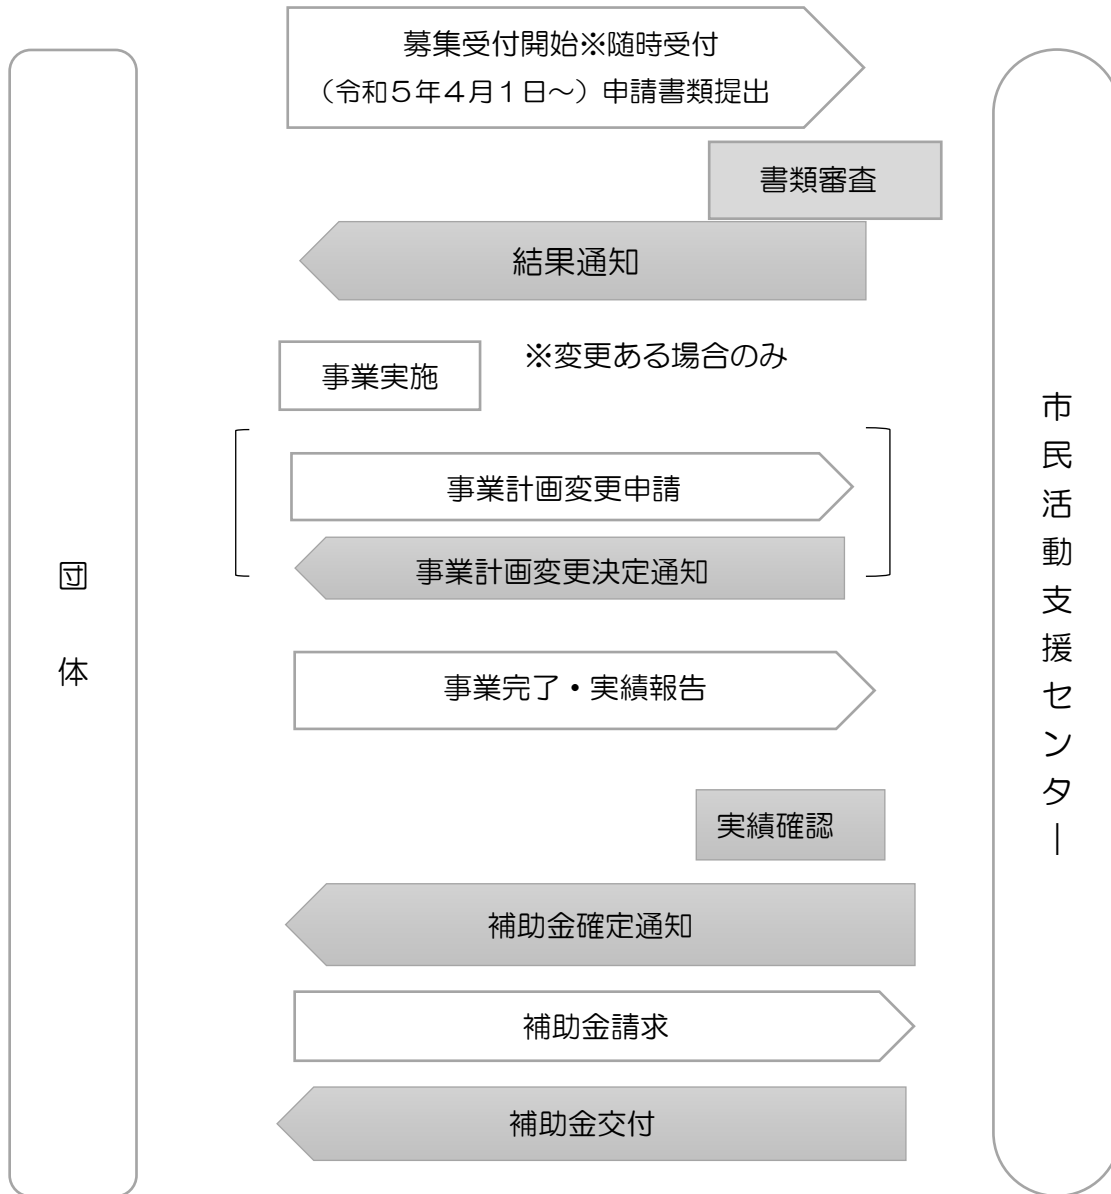 募集受付開始※随時受付
（令和５年４月１日～）申請書類提出
書類審査
結果通知
事業実施
※変更ある場合のみ
事業計画変更申請
事業計画変更決定通知
事業完了・実績報告
実績確認
補助金確定通知
補助金請求
補助金交付
団体
市民活動支援センター